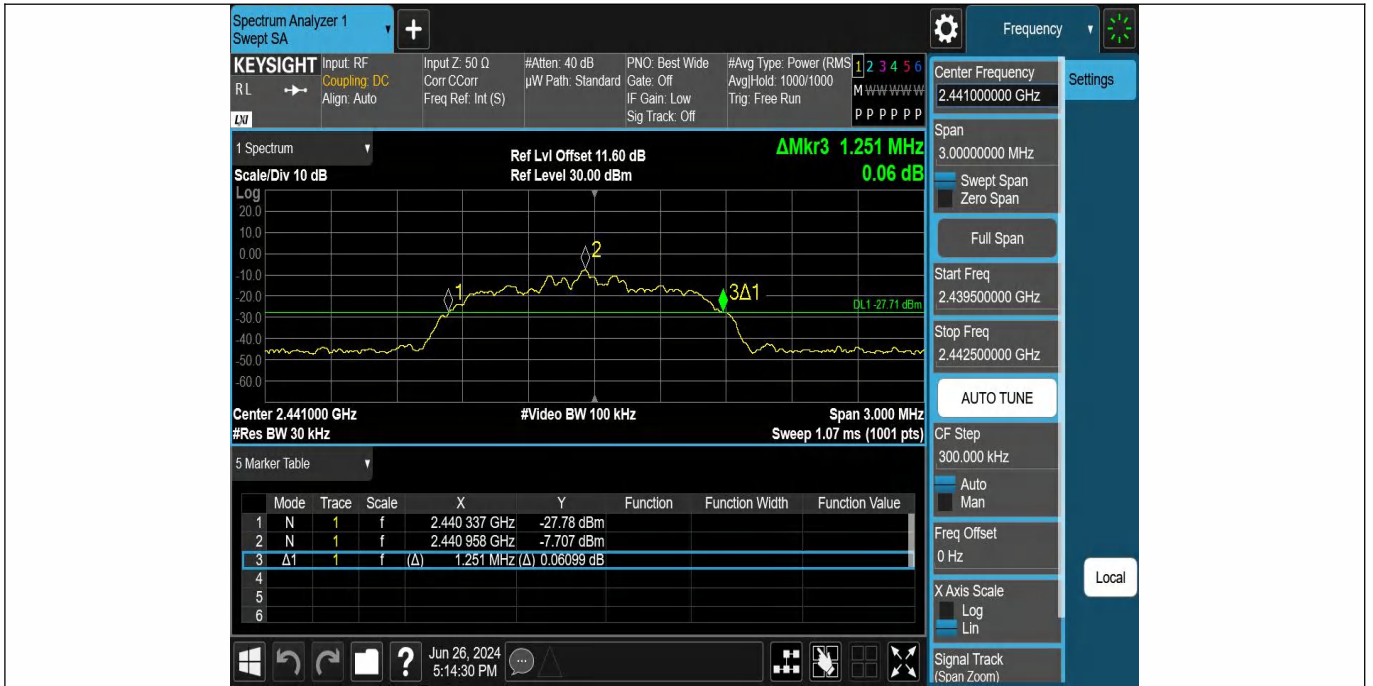 Spectrum Analyzer 1
Swept SA
+
Frequency
KEYSIGHT
RL
LXI
Input: RF
Coupling: DC
Align: Auto
Input Z: 50 Ω
Corr CCorr
Freq Ref: Int (S)
#Atten: 40 dB
µW Path: Standard
PNO: Best Wide
Gate: Off
IF Gain: Low
Sig Track: Off
#Avg Type: Power (RMS
Avg|Hold: 1000/1000
Trig: Free Run
1 2 3 4 5 6
M W W W W W
P P P P P P
1 Spectrum
Scale/Div 10 dB
Ref Lvl Offset 11.60 dB
Ref Level 30.00 dBm
ΔMkr3 1.251 MHz
0.06 dB
Log
20.0
10.0
0.00
-10.0
-20.0
-30.0
-40.0
-50.0
-60.0
1
2
3Δ1
DL1 -27.71 dBm
Center 2.441000 GHz
#Res BW 30 kHz
#Video BW 100 kHz
Span 3.000 MHz
Sweep 1.07 ms (1001 pts)
5 Marker Table
Mode Trace Scale X Y Function Function Width Function Value
1 N 1 f 2.440 337 GHz -27.78 dBm
2 N 1 f 2.440 958 GHz -7.707 dBm
3 Δ1 1 f (Δ) 1.251 MHz (Δ) 0.06099 dB
4
5
6
?
Jun 26, 2024
5:14:30 PM
Center Frequency
2.441000000 GHz
Settings
Span
3.00000000 MHz
Swept Span
Zero Span
Full Span
Start Freq
2.439500000 GHz
Stop Freq
2.442500000 GHz
AUTO TUNE
CF Step
300.000 kHz
Auto
Man
Freq Offset
0 Hz
X Axis Scale
Log
Lin
Signal Track
(Span Zoom)
Local